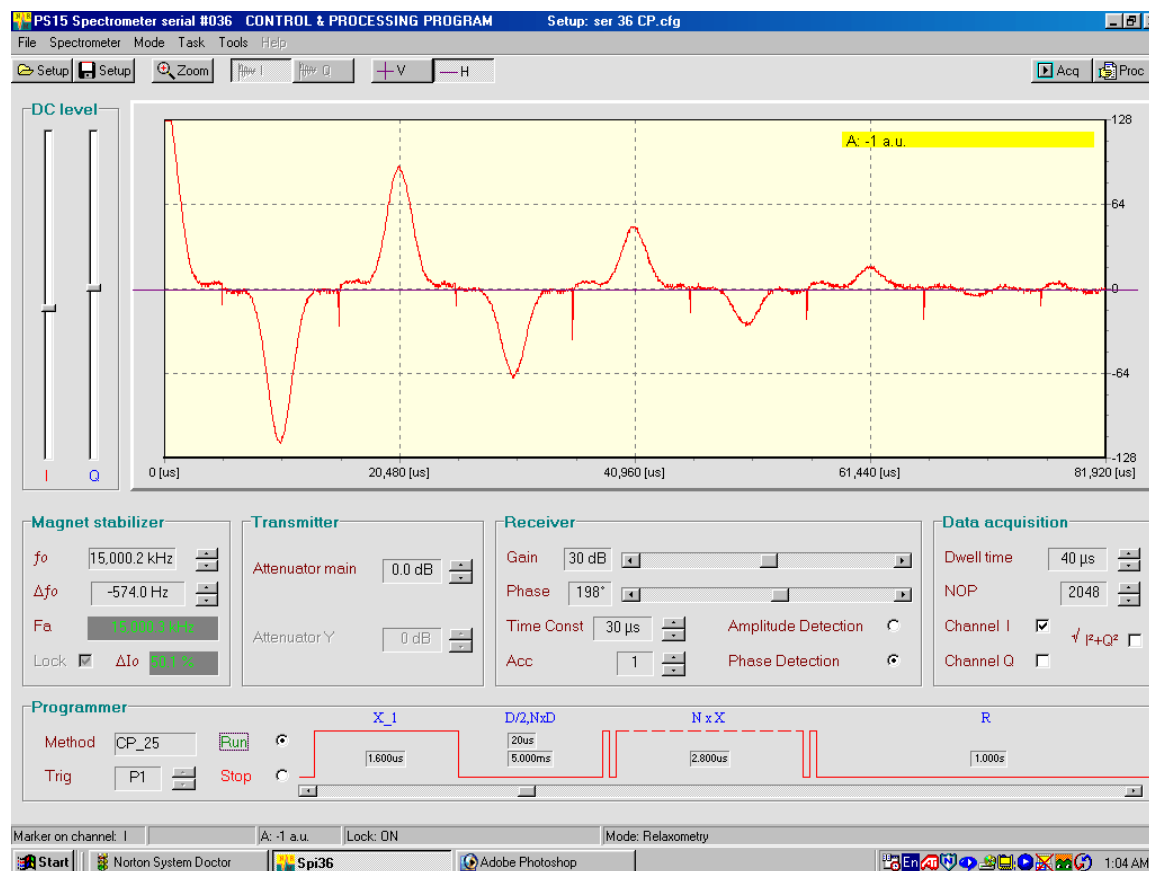 PS15 Spectrometer serial #036 CONTROL & PROCESSING PROGRAM Setup: ser 36 CP.cfg
File Spectrometer Mode Task Tools Help
Setup Setup Zoom I Q V H Acq Proc
DC level
I Q
A: -1 a.u.
128
64
0
-64
-128
0 [us] 20,480 [us] 40,960 [us] 61,440 [us] 81,920 [us]
Magnet stabilizer
fo 15,000.2 kHz
Δfo -574.0 Hz
Fa 15,000.3 kHz
Lock ΔIo 50.1 %
Transmitter
Attenuator main 0.0 dB
Attenuator Y 0 dB
Receiver
Gain 30 dB
Phase 198°
Time Const 30 µs Amplitude Detection
Acc 1 Phase Detection
Data acquisition
Dwell time 40 µs
NOP 2048
Channel I √ I²+Q²
Channel Q
Programmer
Method CP_25 Run
Trig P1 Stop
X_1 D/2,NxD N x X R
1.600us 20us 5.000ms 2.800us 1.000s
Marker on channel: I A: -1 a.u. Lock: ON Mode: Relaxometry
Start Norton System Doctor Spi36 Adobe Photoshop En 1:04 AM